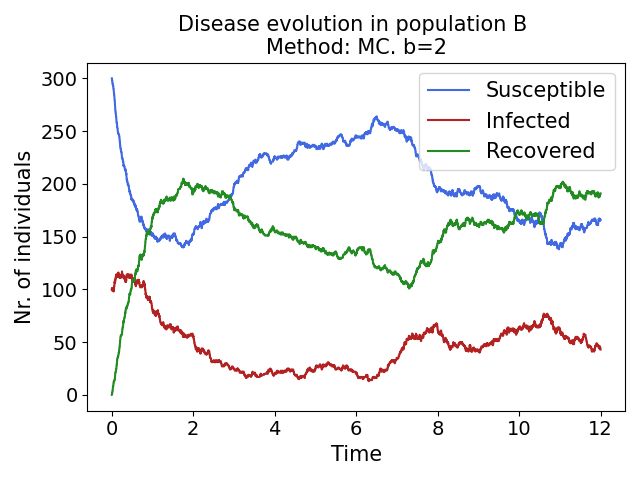 Disease evolution in population B
Method: MC. b=2
Nr. of individuals
300
250
200
150
100
50
0
Susceptible
Infected
Recovered
0 2 4 6 8 10 12
Time